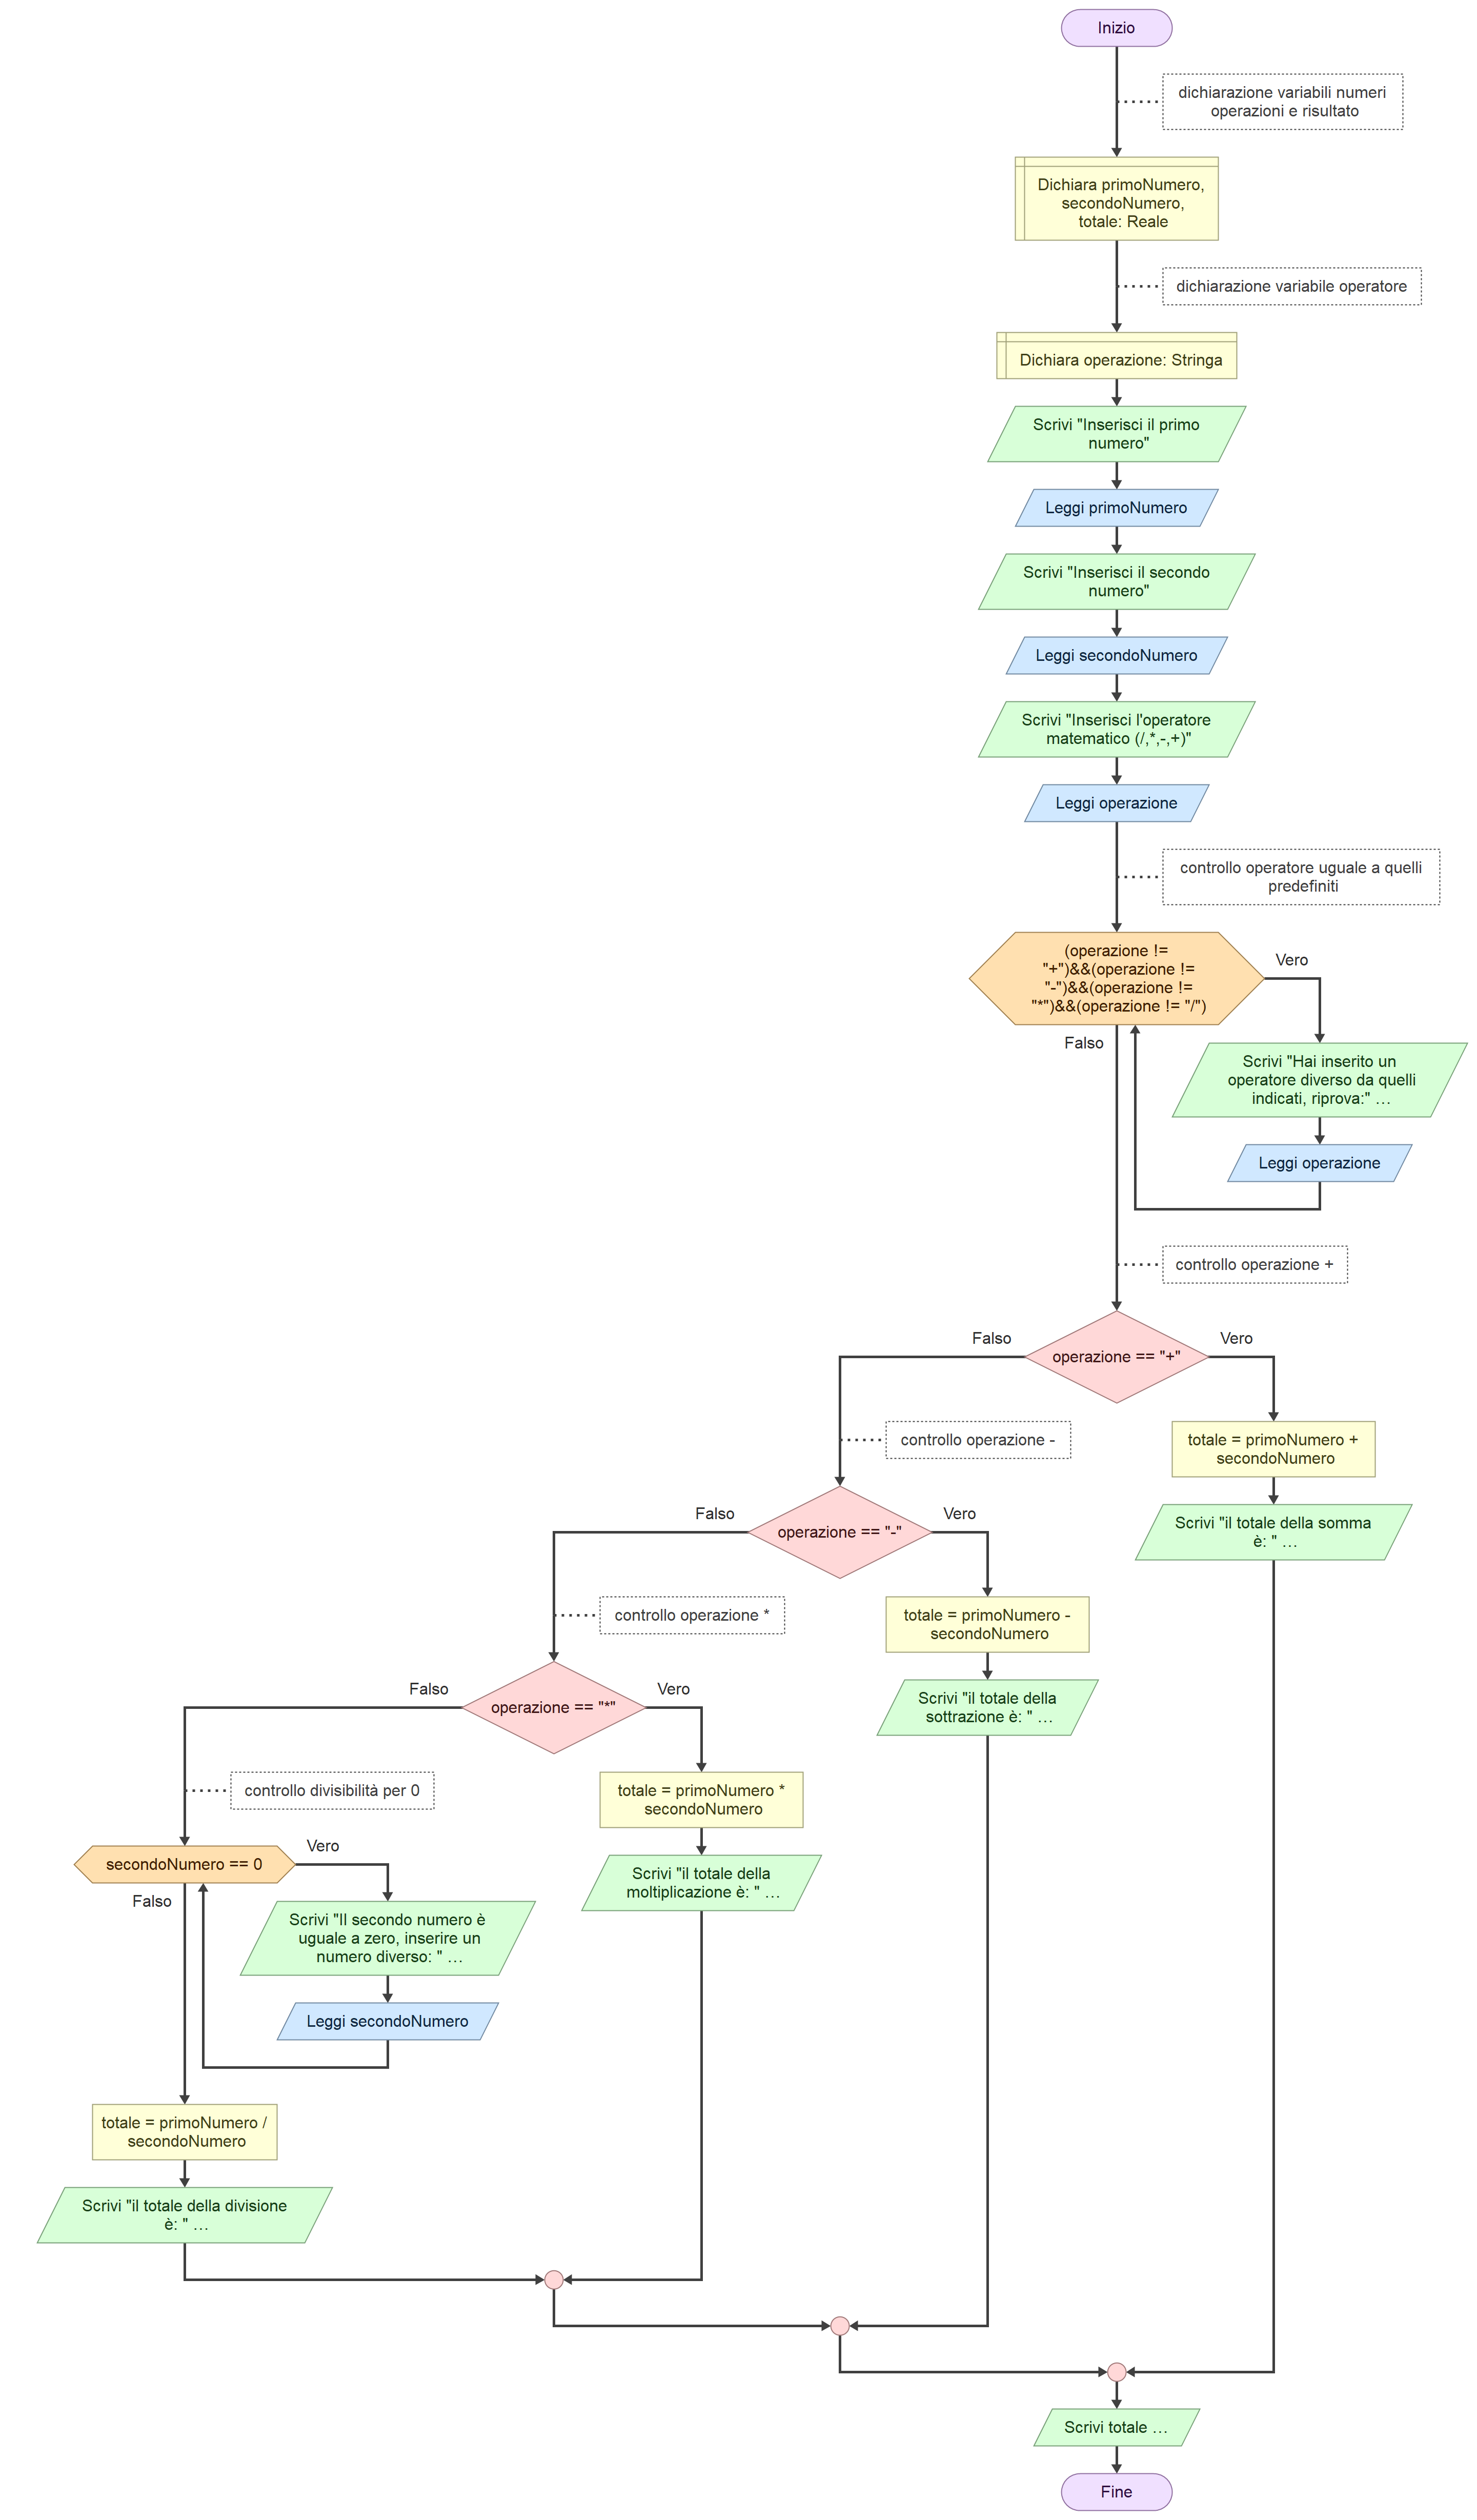 Inizio
dichiarazione variabili numeri
operazioni e risultato
Dichiara primoNumero,
secondoNumero,
totale: Reale
dichiarazione variabile operatore
Dichiara operazione: Stringa
Scrivi "Inserisci il primo
numero"
Leggi primoNumero
Scrivi "Inserisci il secondo
numero"
Leggi secondoNumero
Scrivi "Inserisci l'operatore
matematico (/,*,-,+)"
Leggi operazione
controllo operatore uguale a quelli
predefiniti
(operazione !=
"+")&&(operazione !=
"-")&&(operazione !=
"*")&&(operazione != "/")
Vero
Falso
Scrivi "Hai inserito un
operatore diverso da quelli
indicati, riprova:" …
Leggi operazione
controllo operazione +
Falso
Vero
operazione == "+"
controllo operazione -
totale = primoNumero +
secondoNumero
Falso
Vero
operazione == "-"
Scrivi "il totale della somma
è: " …
controllo operazione *
totale = primoNumero -
secondoNumero
Falso
Vero
operazione == "*"
Scrivi "il totale della
sottrazione è: " …
controllo divisibilità per 0
totale = primoNumero *
secondoNumero
Vero
secondoNumero == 0
Falso
Scrivi "il totale della
moltiplicazione è: " …
Scrivi "Il secondo numero è
uguale a zero, inserire un
numero diverso: " …
Leggi secondoNumero
totale = primoNumero /
secondoNumero
Scrivi "il totale della divisione
è: " …
Scrivi totale …
Fine